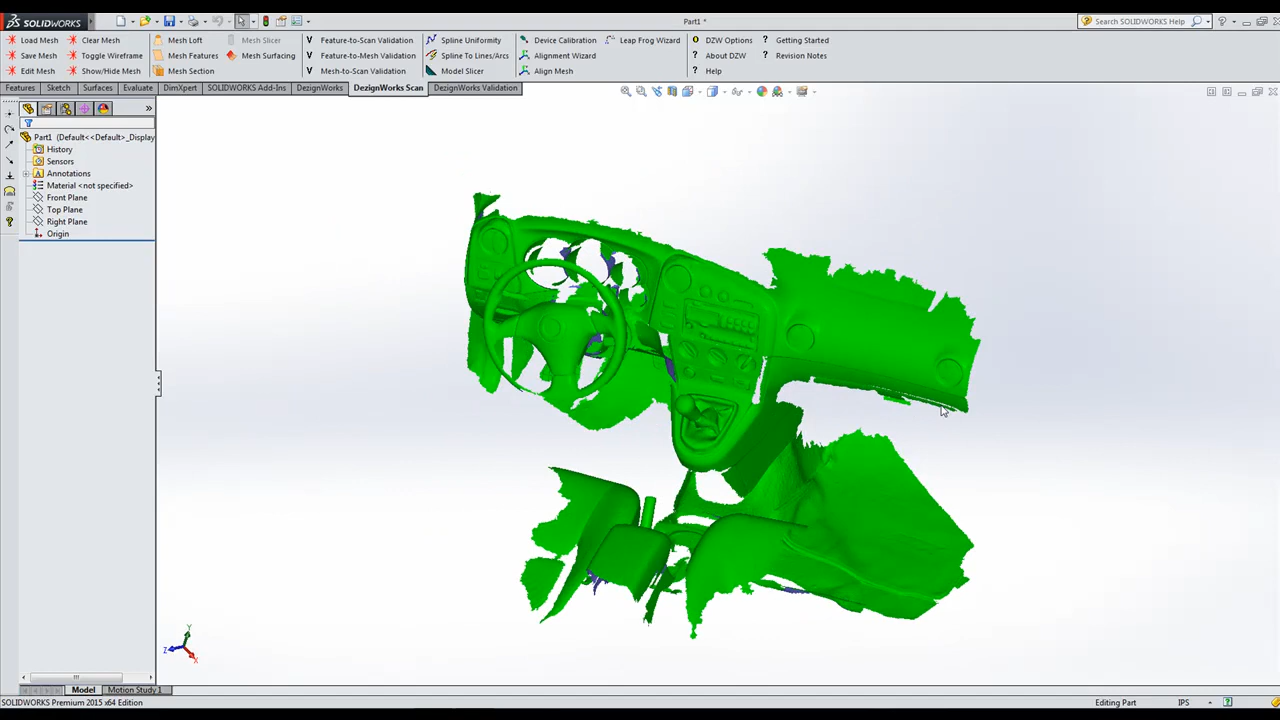 SOLIDWORKS
Part1 *
Search SOLIDWORKS Help
Load Mesh
Clear Mesh
Mesh Loft
Mesh Slicer
Feature-to-Scan Validation
Spline Uniformity
Device Calibration
Leap Frog Wizard
DZW Options
Getting Started
Save Mesh
Toggle Wireframe
Mesh Features
Mesh Surfacing
Feature-to-Mesh Validation
Spline To Lines/Arcs
Alignment Wizard
About DZW
Revision Notes
Edit Mesh
Show/Hide Mesh
Mesh Section
Mesh-to-Scan Validation
Model Slicer
Align Mesh
Help
Features
Sketch
Surfaces
Evaluate
DimXpert
SOLIDWORKS Add-Ins
DezignWorks
DezignWorks Scan
DezignWorks Validation
Part1 (Default<<Default>_Display
History
Sensors
Annotations
Material <not specified>
Front Plane
Top Plane
Right Plane
Origin
Y
Z
X
Model
Motion Study 1
SOLIDWORKS Premium 2015 x64 Edition
Editing Part
IPS